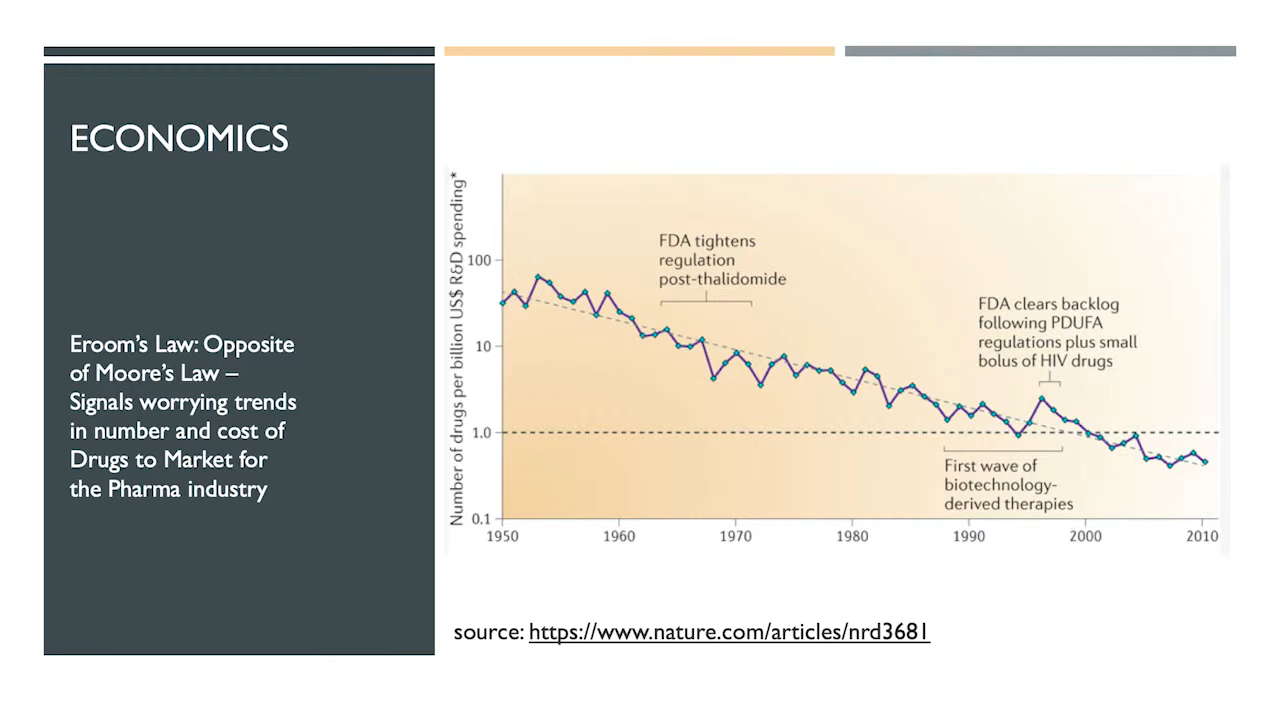 ECONOMICS
Eroom's Law: Opposite
of Moore's Law –
Signals worrying trends
in number and cost of
Drugs to Market for
the Pharma industry
Number of drugs per billion US$ R&D spending*
100
10
1.0
0.1
FDA tightens
regulation
post-thalidomide
FDA clears backlog
following PDUFA
regulations plus small
bolus of HIV drugs
First wave of
biotechnology-
derived therapies
1950 1960 1970 1980 1990 2000 2010
source: https://www.nature.com/articles/nrd3681